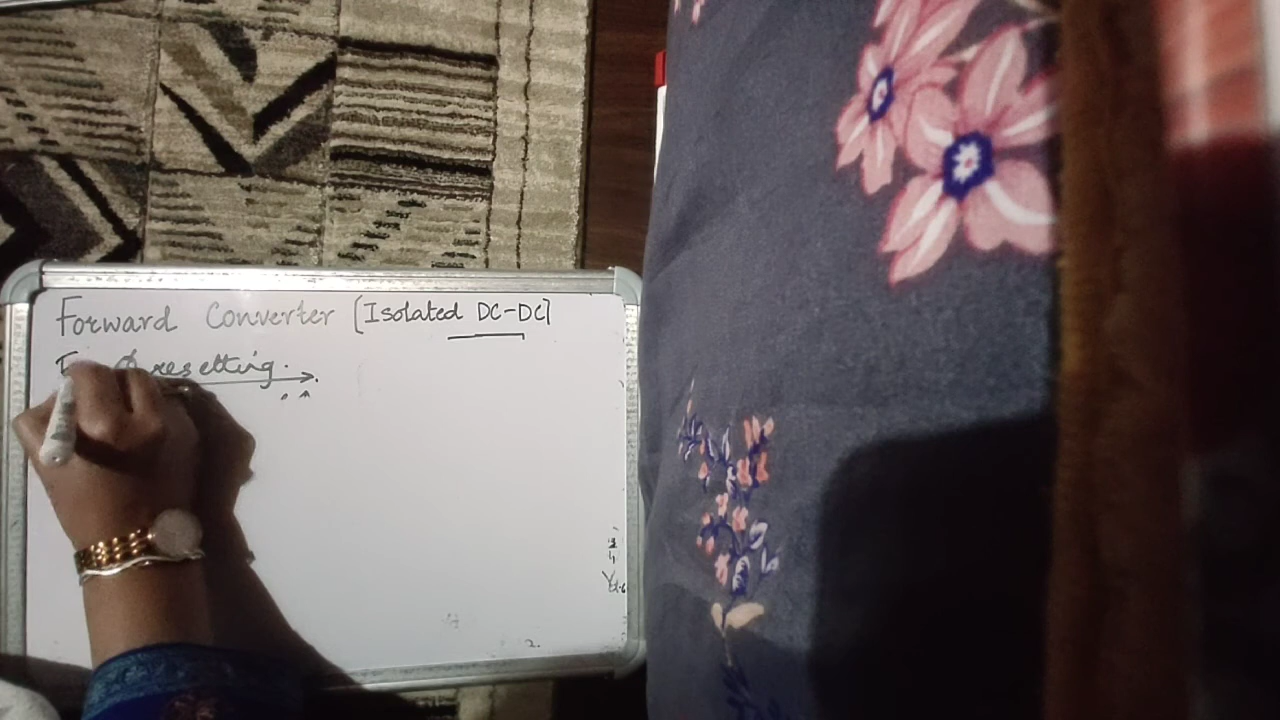 Forward Converter [Isolated DC-DC]
Φ resetting.